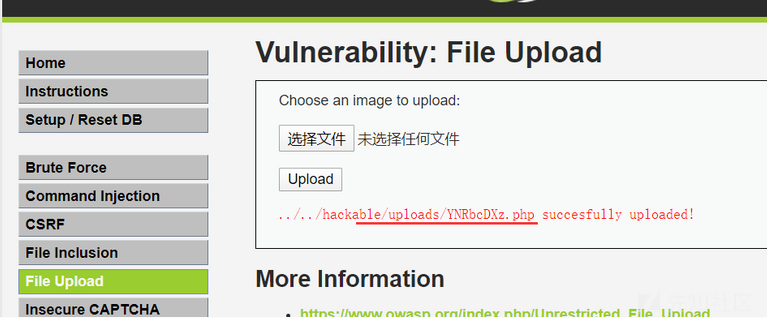 Home
Instructions
Setup / Reset DB
Brute Force
Command Injection
CSRF
File Inclusion
File Upload
Insecure CAPTCHA
Vulnerability: File Upload
Choose an image to upload:
选择文件 未选择任何文件
Upload
../../hackable/uploads/YNRbcDXz.php succesfully uploaded!
More Information
https://www.owasp.org/index.php/Unrestricted_File_Upload